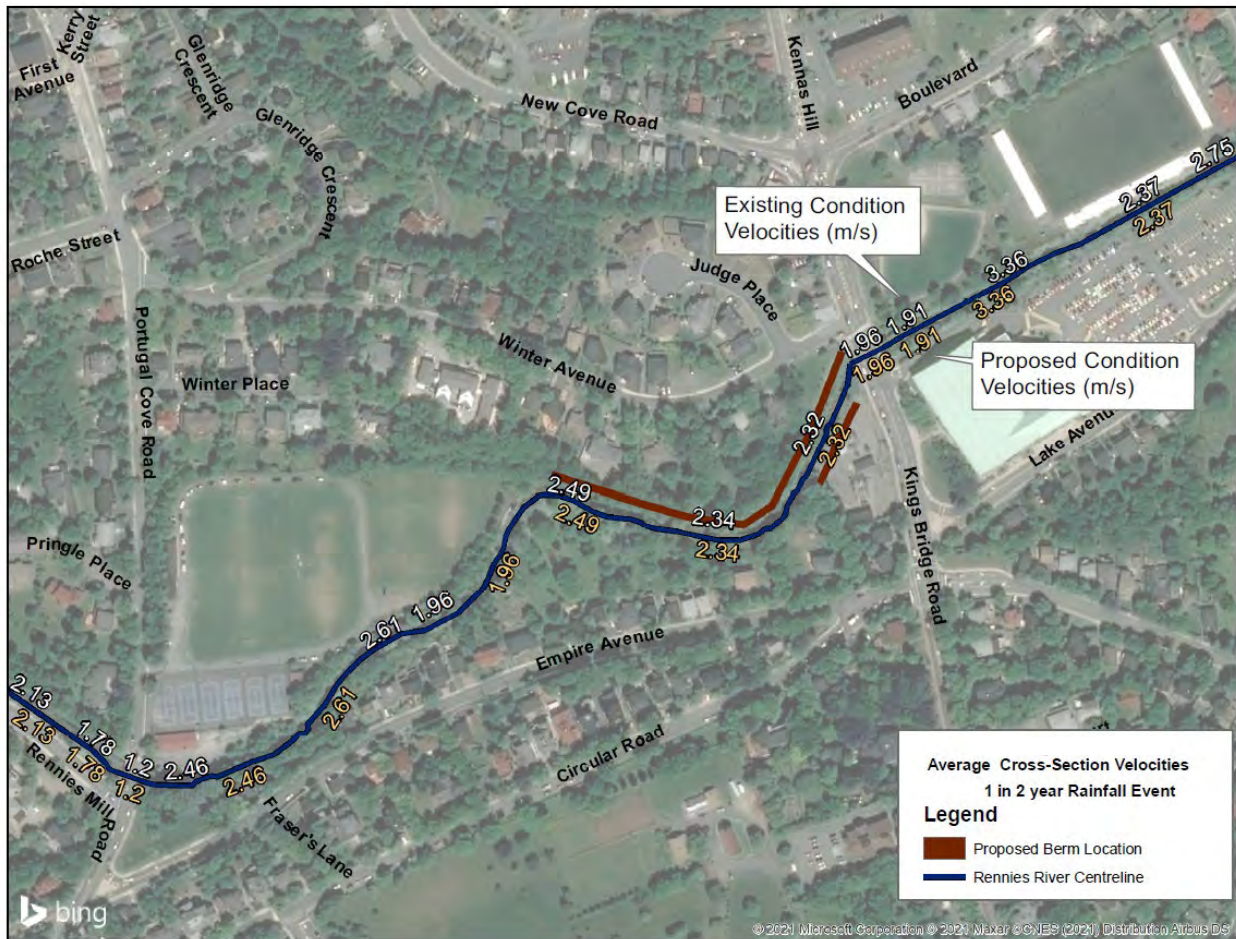 First Avenue
Kerry Street
Glenridge Crescent
Glenridge Crescent
New Cove Road
Kennas Hill
Boulevard
Roche Street
Portugal Cove Road
Existing Condition
Velocities (m/s)
Judge Place
2.75
2.37
2.37
3.36
3.36
1.96
1.91
1.96
1.91
Proposed Condition
Velocities (m/s)
Winter Place
Winter Avenue
Lake Avenu
2.32
2.32
Kings Bridge Road
2.49
2.49
2.34
2.34
Pringle Place
1.96
1.96
2.61
2.61
Empire Avenue
2.13
2.13
1.78
1.78
1.2
1.2
2.46
2.46
Rennies Mill Road
Fraser's Lane
Circular Road
Average Cross-Section Velocities
1 in 2 year Rainfall Event
Legend
Proposed Berm Location
Rennies River Centreline
bing
© 2021 Microsoft Corporation © 2021 Maxar ©CNES (2021) Distribution Airbus DS